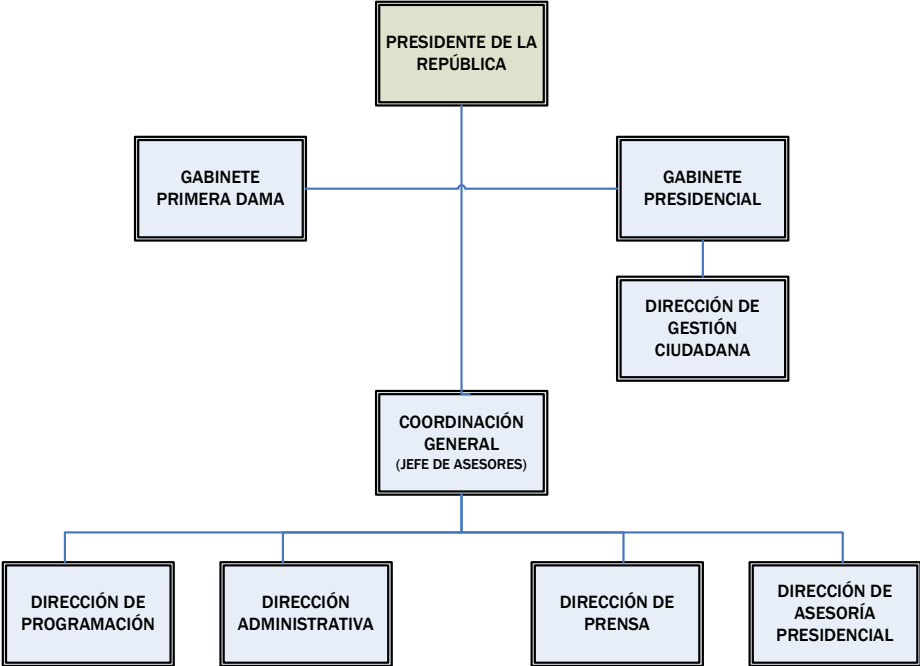 PRESIDENTE DE LA
REPÚBLICA
GABINETE
PRIMERA DAMA
GABINETE
PRESIDENCIAL
DIRECCIÓN DE
GESTIÓN
CIUDADANA
COORDINACIÓN
GENERAL
(JEFE DE ASESORES)
DIRECCIÓN DE
PROGRAMACIÓN
DIRECCIÓN
ADMINISTRATIVA
DIRECCIÓN DE
PRENSA
DIRECCIÓN DE
ASESORÍA
PRESIDENCIAL